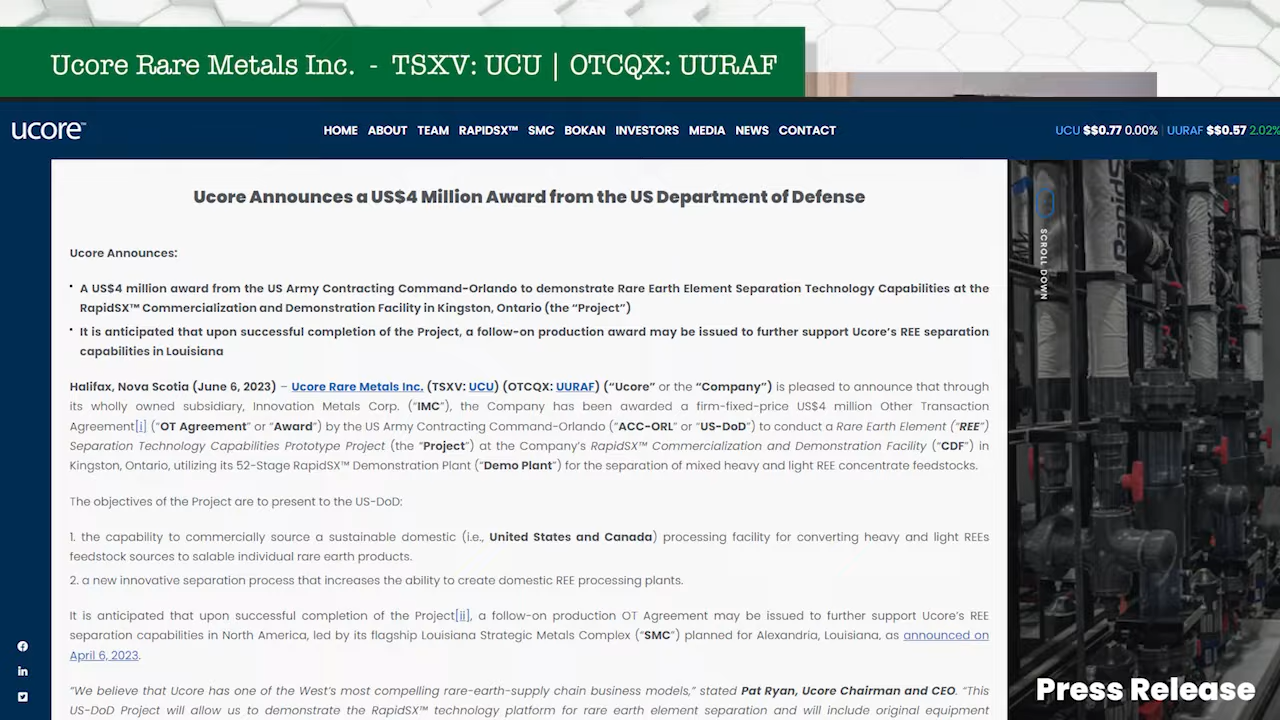 Ucore Rare Metals Inc. - TSXV: UCU | OTCQX: UURAF
ucore™
HOME ABOUT TEAM RAPIDSX™ SMC BOKAN INVESTORS MEDIA NEWS CONTACT
UCU $$0.77 0.00% | UURAF $$0.57 2.02%
Ucore Announces a US$4 Million Award from the US Department of Defense
Ucore Announces:
• A US$4 million award from the US Army Cotracting Command-Orlando to demonstrate Rare Earth Element Separation Technology Capabilities at the
RapidSX™ Commercialization and Demonstration Facility in Kingston, Ontario (the “Project”)
• It is anticipated that upon successful completion of the Project, a follow-on production award may be issued to further support Ucore’s REE separation
capabilities in Louisiana
Halifax, Nova Scotia (June 6, 2023) – Ucore Rare Metals Inc. (TSXV: UCU) (OTCQX: UURAF) (“Ucore” or the “Company”) is pleased to announce that through
its wholly owned subsidiary, Innovation Metals Corp. (“IMC”), the Company has been awarded a firm-fixed-price US$4 million Other Transaction
Agreement[i] (“OT Agreement” or “Award”) by the US Army Contracting Command-Orlando (“ACC-ORL” or “US-DoD”) to conduct a Rare Earth Element (“REE”)
Separation Technology Capabilities Prototype Project (the “Project”) at the Company’s RapidSX™ Commercialization and Demonstration Facility (“CDF”) in
Kingston, Ontario, utilizing its 52-Stage RapidSX™ Demonstration Plant (“Demo Plant”) for the separation of mixed heavy and light REE concentrate feedstocks.
The objectives of the Project are to present to the US-DoD:
1. the capability to commercially source a sustainable domestic (i.e., United States and Canada) processing facility for converting heavy and light REEs
feedstock sources to salable individual rare earth products.
2. a new innovative separation process that increases the ability to create domestic REE processing plants.
It is anticipated that upon successful completion of the Project[ii], a follow-on production OT Agreement may be issued to further support Ucore’s REE
separation capabilities in North America, led by its flagship Louisiana Strategic Metals Complex (“SMC”) planned for Alexandria, Louisiana, as announced on
April 6, 2023.
“We believe that Ucore has one of the West’s most compelling rare-earth-supply chain business models,” stated Pat Ryan, Ucore Chairman and CEO. “This
US-DoD Project will allow us to demonstrate the RapidSX™ technology platform for rare earth element separation and will include original equipment
SCROLL DOWN
RapidS
Press Release